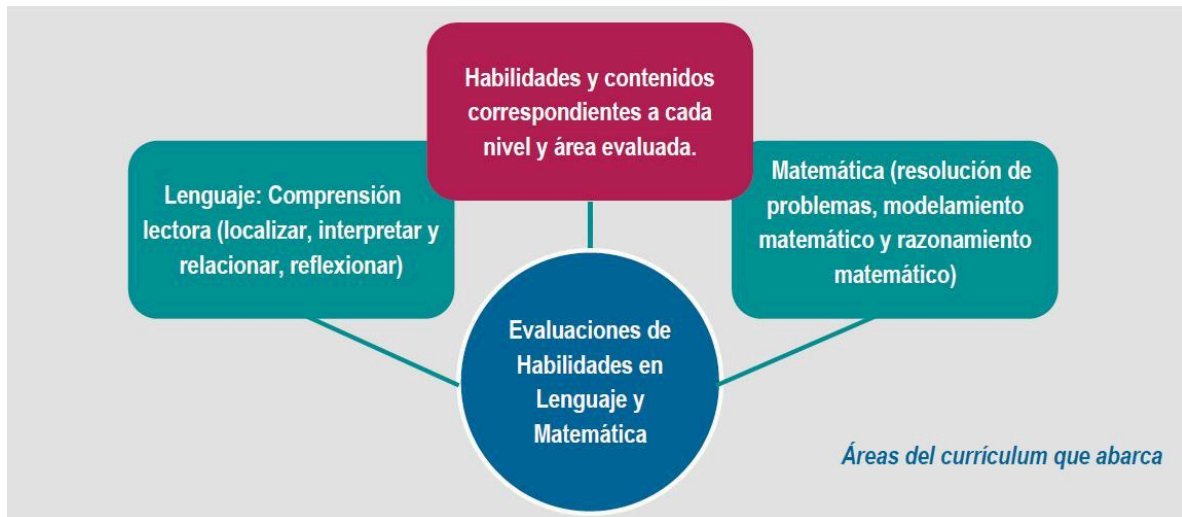 Habilidades y contenidos
correspondientes a cada
nivel y área evaluada.
Lenguaje: Comprensión
lectora (localizar, interpretar y
relacionar, reflexionar)
Matemática (resolución de
problemas, modelamiento
matemático y razonamiento
matemático)
Evaluaciones de
Habilidades en
Lenguaje y
Matemática
Áreas del currículum que abarca